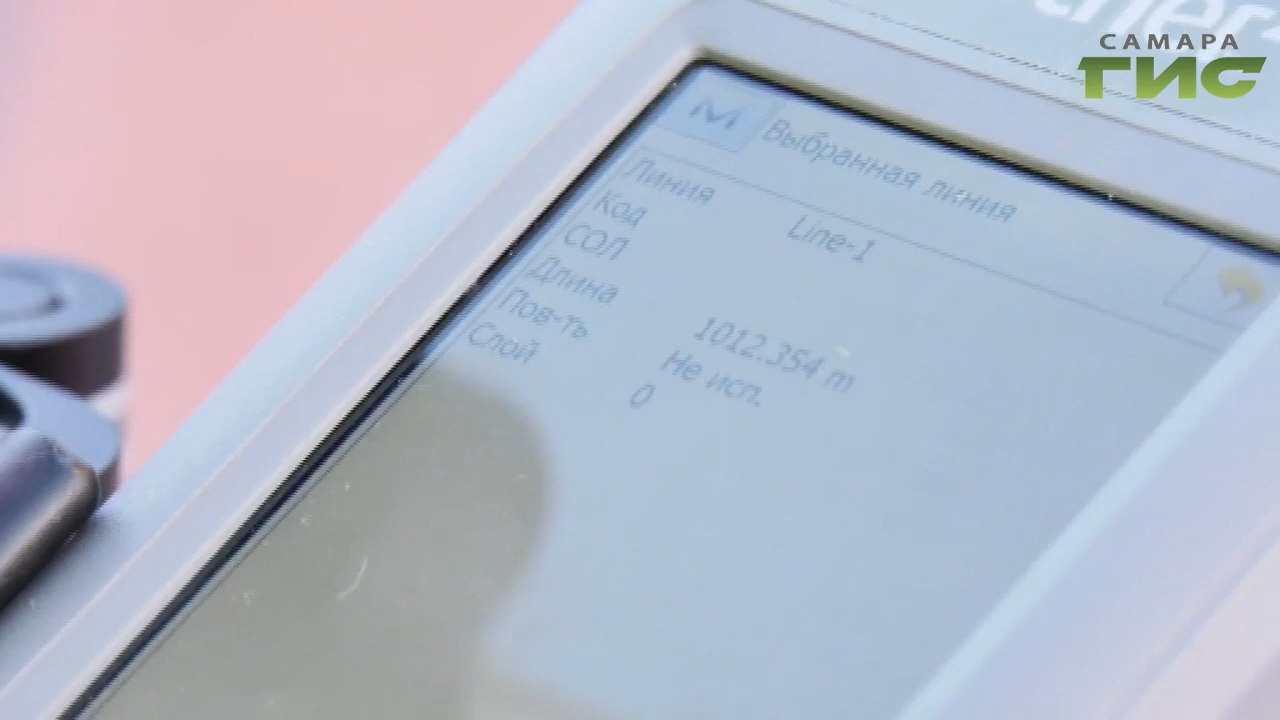 САМАРА
ГИС
Выбранная линия
Линия Line-1
Код
СОЛ
Длина 1012.354 m
Пов-ть Не исп.
Слой 0